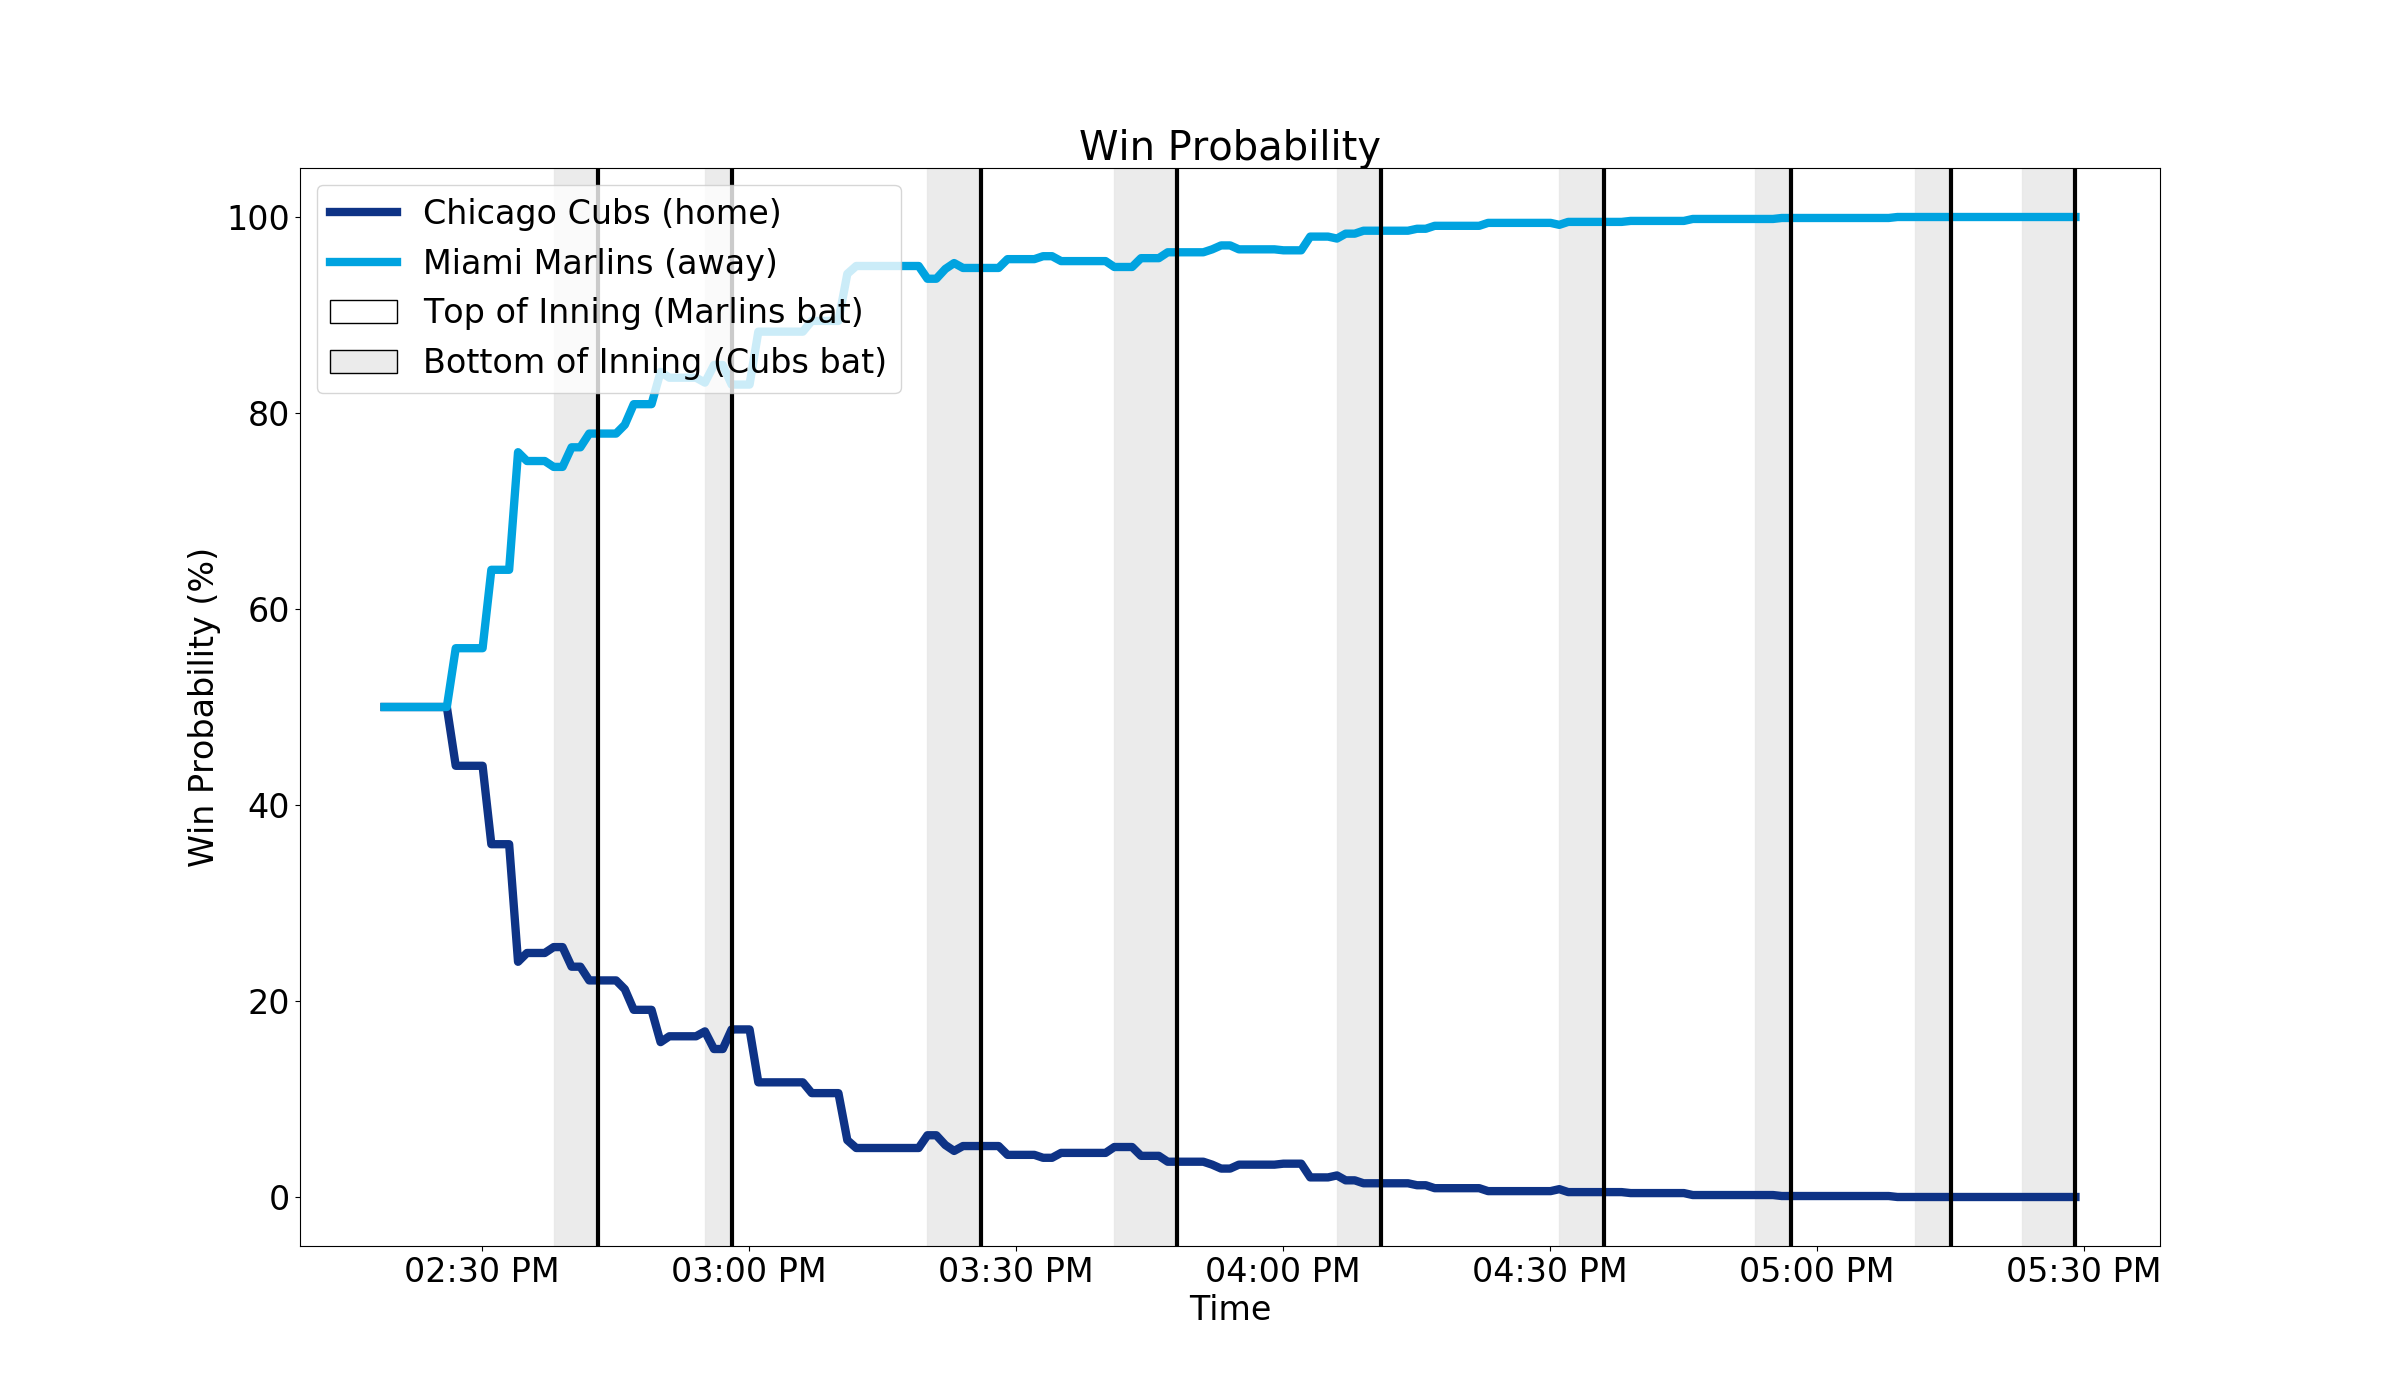 Win Probability
Chicago Cubs (home)
Miami Marlins (away)
Top of Inning (Marlins bat)
Bottom of Inning (Cubs bat)
Win Probability (%)
100
80
60
40
20
0
02:30 PM 03:00 PM 03:30 PM 04:00 PM 04:30 PM 05:00 PM 05:30 PM
Time